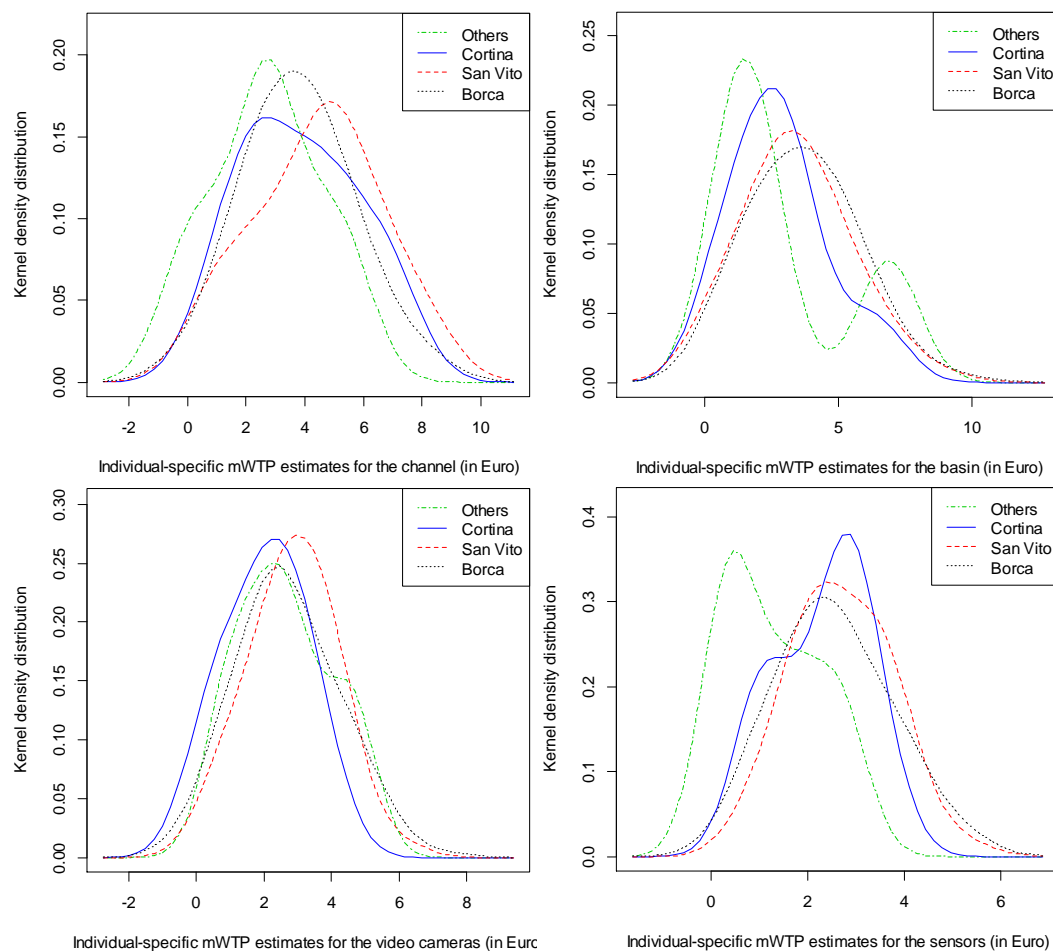 Kernel density distribution
0.00 0.05 0.10 0.15 0.20
-2 0 2 4 6 8 10
Others
Cortina
San Vito
Borca
Individual-specific mWTP estimates for the channel (in Euro)
Kernel density distribution
0.00 0.05 0.10 0.15 0.20 0.25
0 5 10
Others
Cortina
San Vito
Borca
Individual-specific mWTP estimates for the basin (in Euro)
Kernel density distribution
0.00 0.05 0.10 0.15 0.20 0.25 0.30
-2 0 2 4 6 8
Others
Cortina
San Vito
Borca
Individual-specific mWTP estimates for the video cameras (in Eurc
Kernel density distribution
0.0 0.1 0.2 0.3 0.4
0 2 4 6
Others
Cortina
San Vito
Borca
Individual-specific mWTP estimates for the sensors (in Euro)